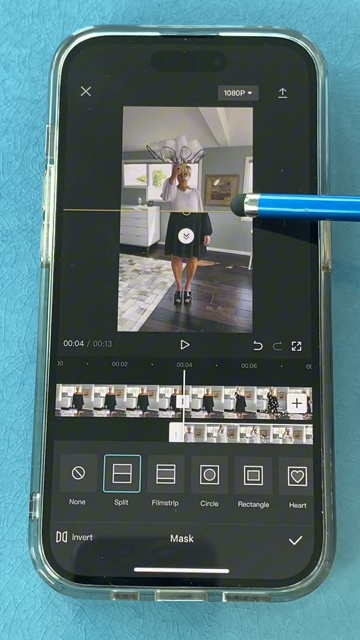 1080P
00:04 / 00:13
00:02
00:04
00:06
None Split Filmstrip Circle Rectangle Heart
Invert Mask